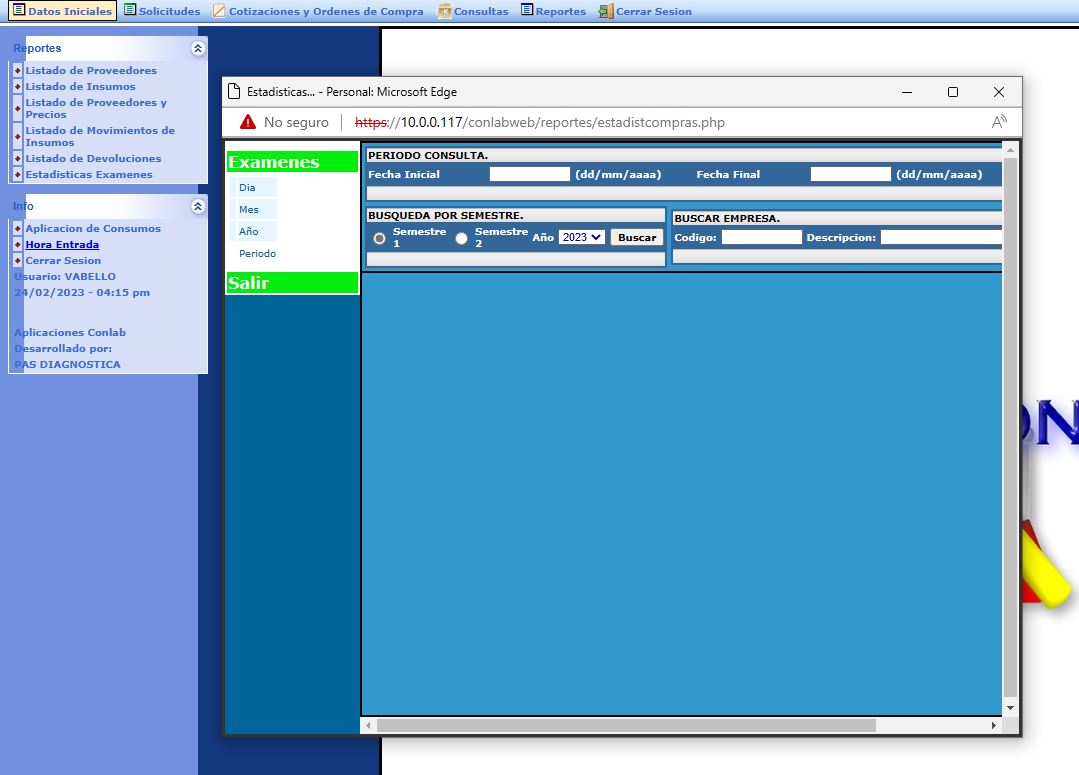 Datos Iniciales Solicitudes Cotizaciones y Ordenes de Compra Consultas Reportes Cerrar Sesion
Reportes
Listado de Proveedores
Listado de Insumos
Listado de Proveedores y
Precios
Listado de Movimientos de
Insumos
Listado de Devoluciones
Estadisticas Examenes
Info
Aplicacion de Consumos
Hora Entrada
Cerrar Sesion
Usuario: VABELLO
24/02/2023 - 04:15 pm
Aplicaciones Conlab
Desarrollado por:
PAS DIAGNOSTICA
Estadisticas... - Personal: Microsoft Edge
No seguro | https://10.0.0.117/conlabweb/reportes/estadistcompras.php
Examenes
Dia
Mes
Año
Periodo
Salir
PERIODO CONSULTA.
Fecha Inicial (dd/mm/aaaa) Fecha Final (dd/mm/aaaa)
BUSQUEDA POR SEMESTRE.
Semestre 1 Semestre 2 Año 2023 Buscar
BUSCAR EMPRESA.
Codigo: Descripcion: